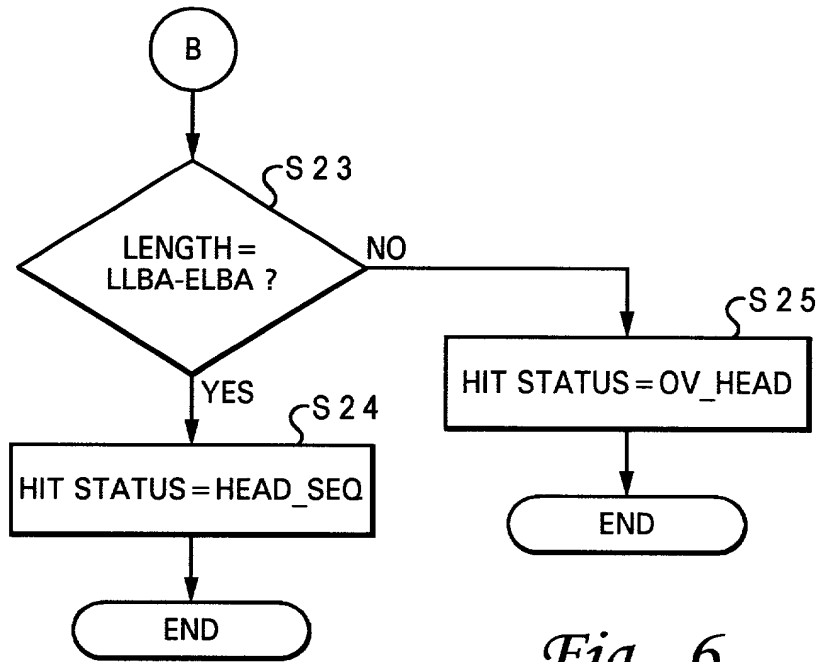 B
S23
LENGTH=
LLBA-ELBA ?
NO
YES
S25
HIT STATUS=OV_HEAD
S24
HIT STATUS=HEAD_SEQ
END
END
Fig. 6